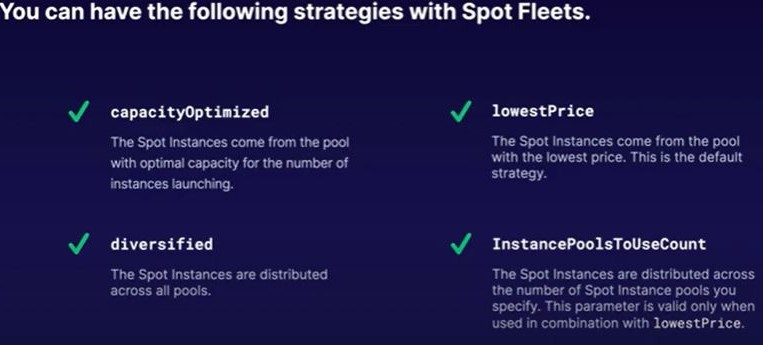 You can have the following strategies with Spot Fleets.
capacityOptimized
The Spot Instances come from the pool
with optimal capacity for the number of
instances launching.
lowestPrice
The Spot Instances come from the pool
with the lowest price. This is the default
strategy.
diversified
The Spot Instances are distributed
across all pools.
InstancePoolsToUseCount
The Spot Instances are distributed across
the number of Spot Instance pools you
specify. This parameter is valid only when
used in combination with lowestPrice.